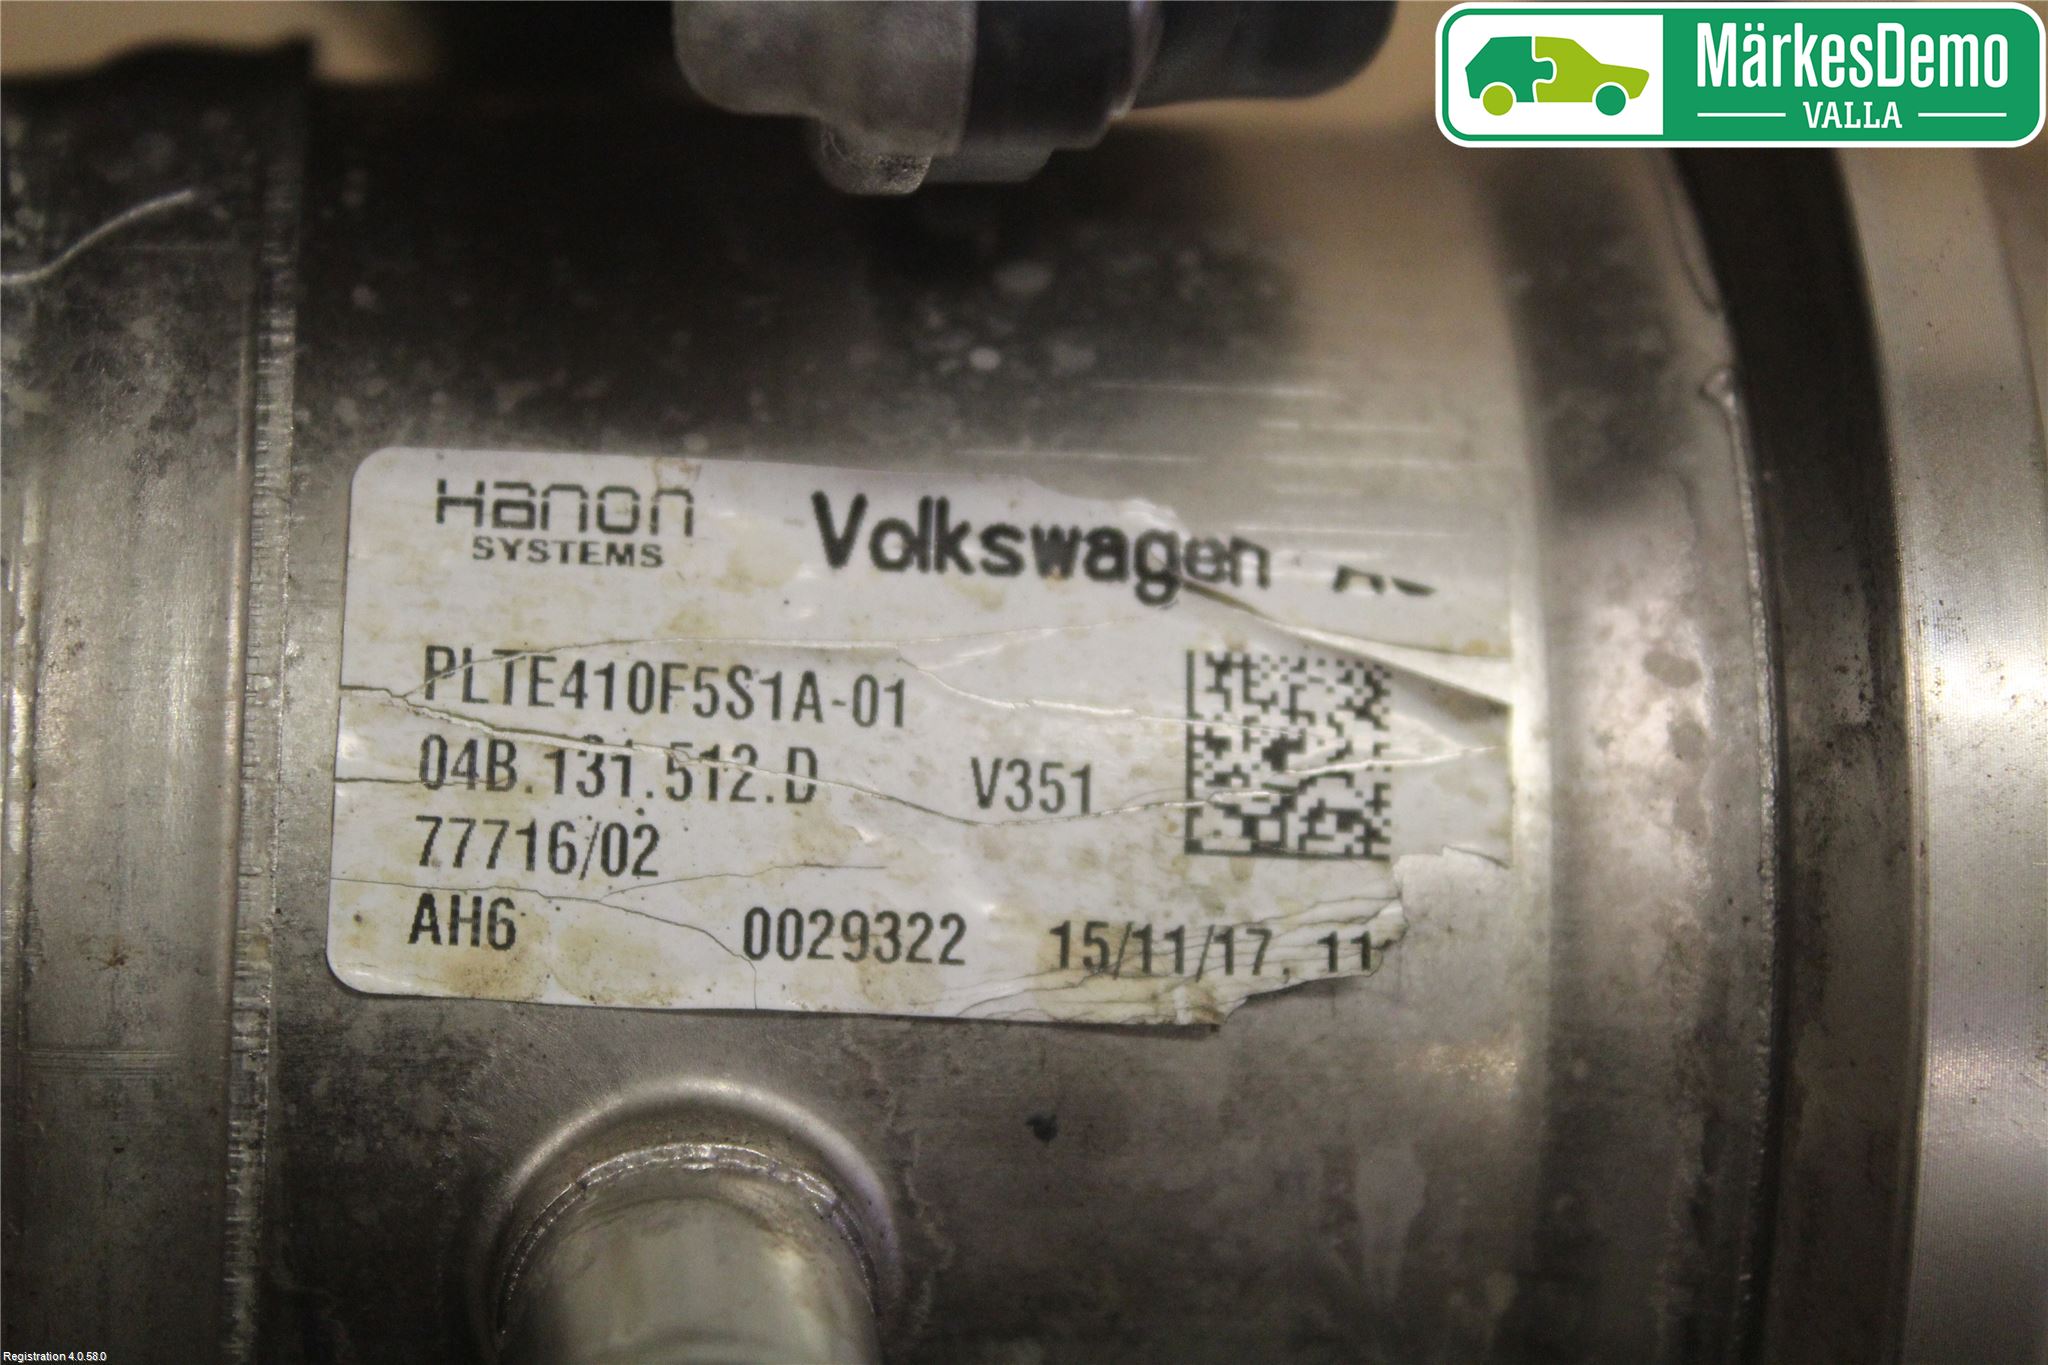 MärkesDemo
VALLA
Hanon
SYSTEMS
Volkswagen
PLTE410F5S1A-01
04B.131.512.D V351
77716/02
AH6 0029322 15/11/17, 11
Registration 4.0.58.0